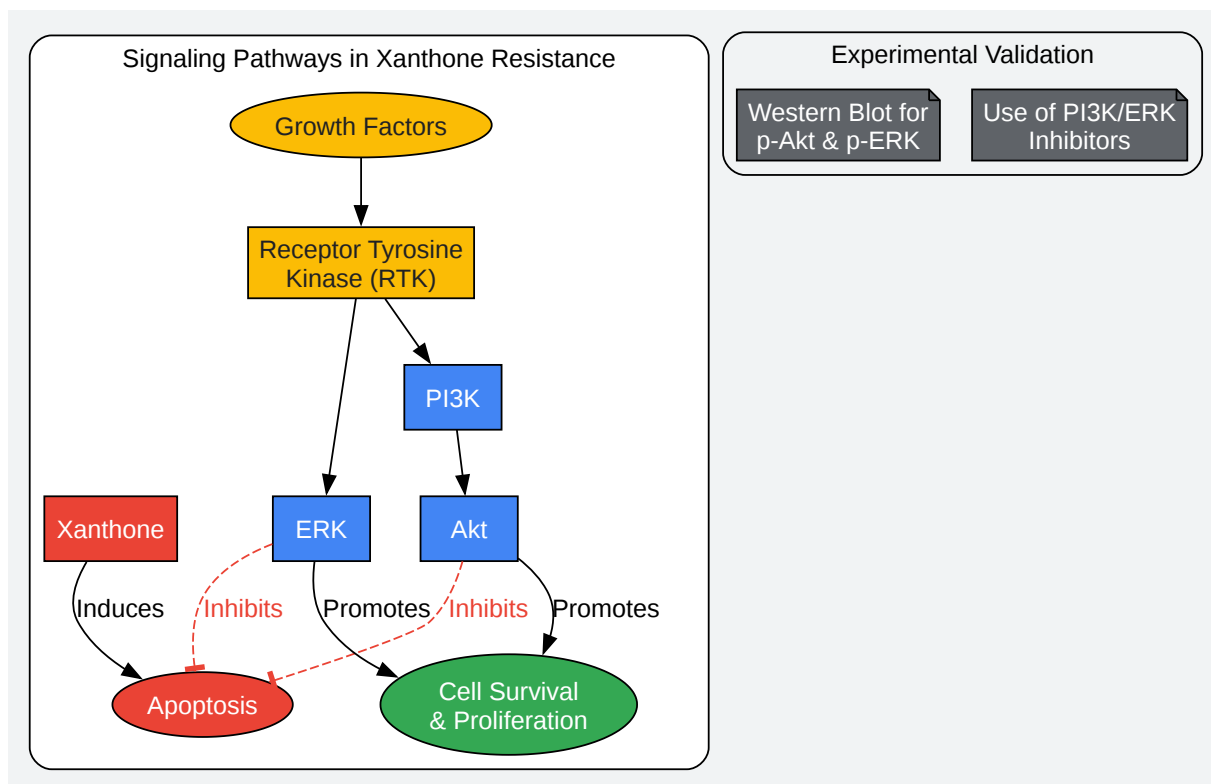 Signaling Pathways in Xanthone Resistance
Growth Factors
Receptor Tyrosine
Kinase (RTK)
PI3K
Xanthone
ERK
Akt
Induces
Inhibits
Promotes
Inhibits
Promotes
Apoptosis
Cell Survival
& Proliferation
Experimental Validation
Western Blot for
p-Akt & p-ERK
Use of PI3K/ERK
Inhibitors